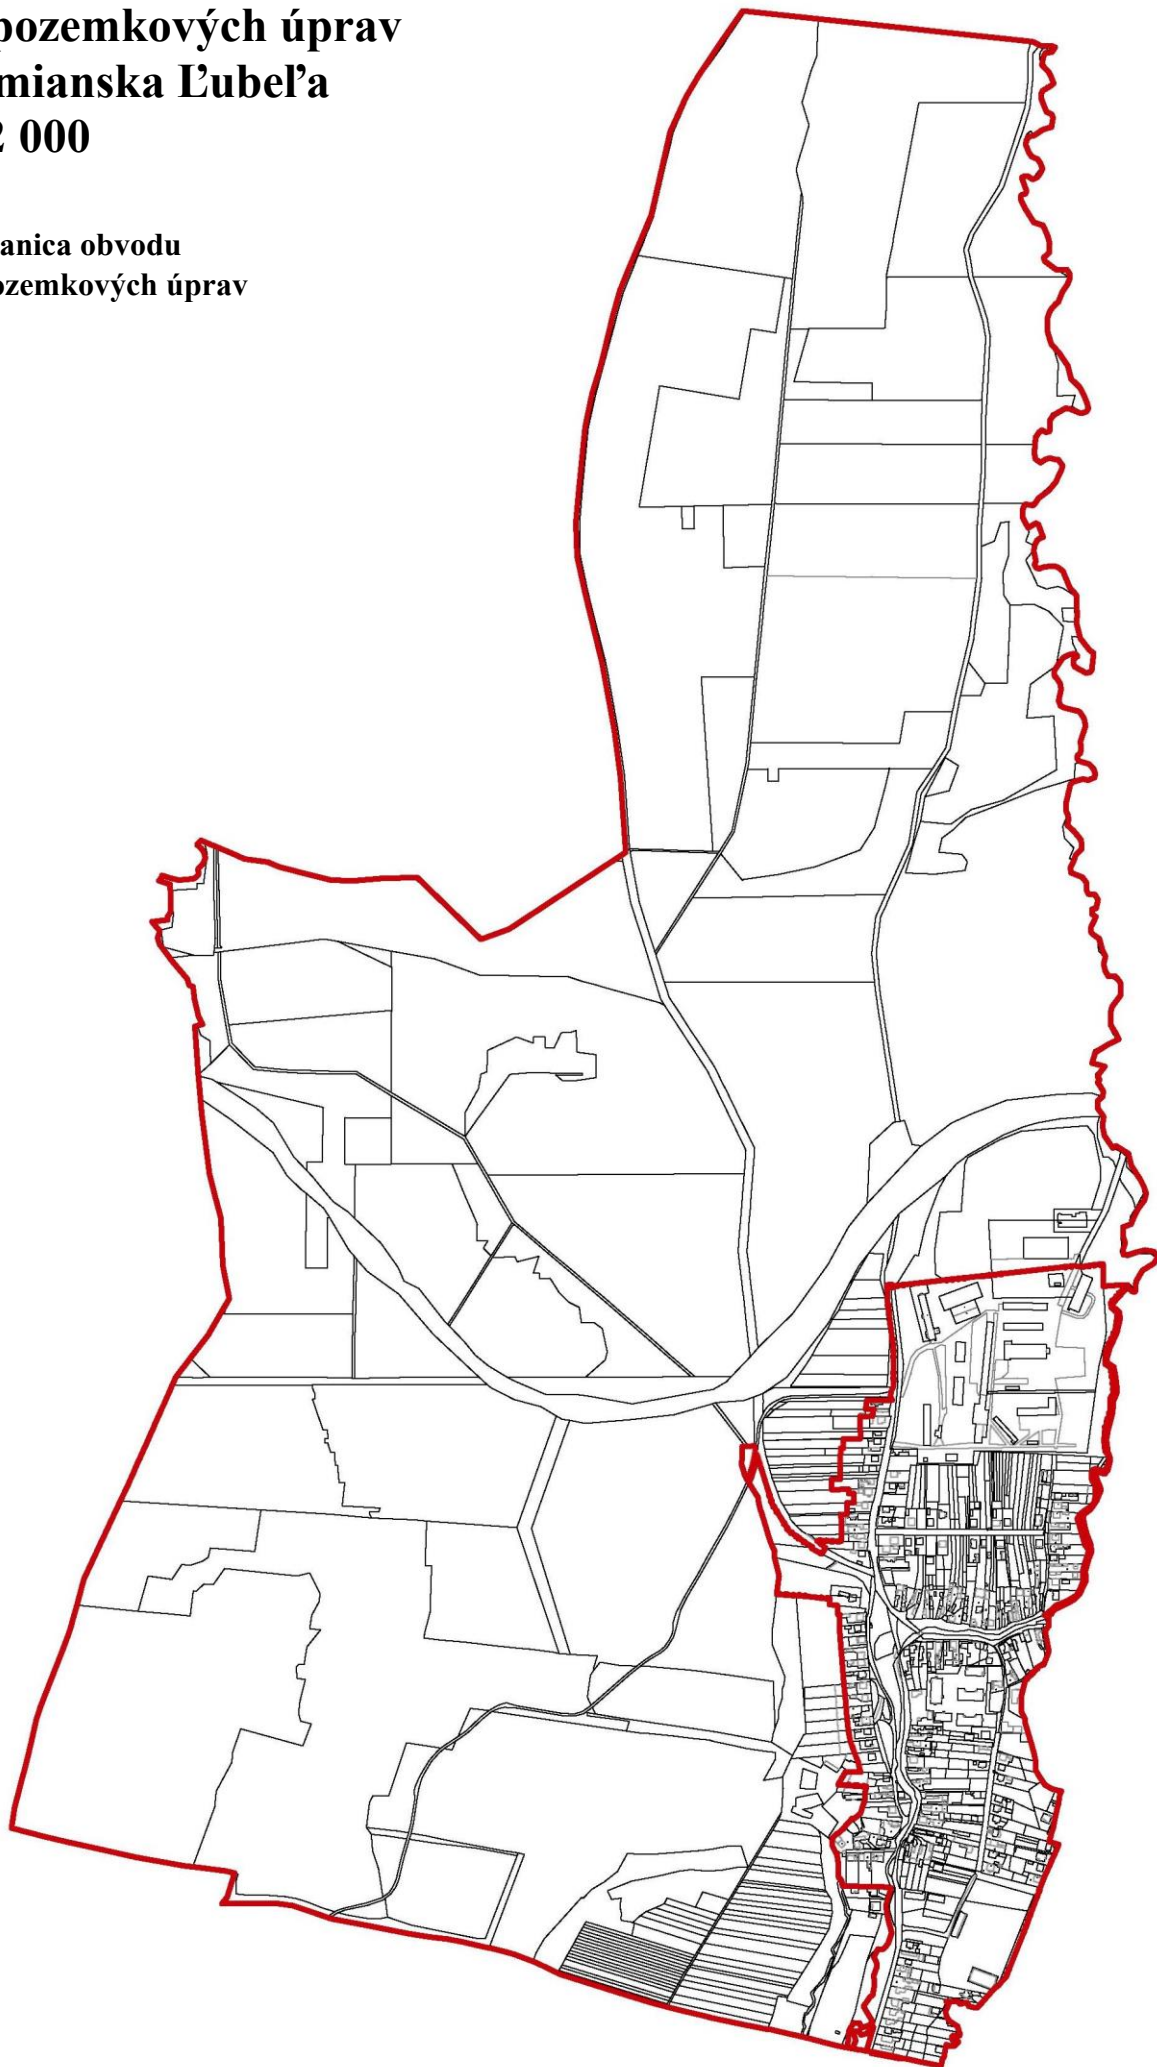 pozemkových úprav
mianska Ľubeľa
2 000
anica obvodu
ozemkových úprav